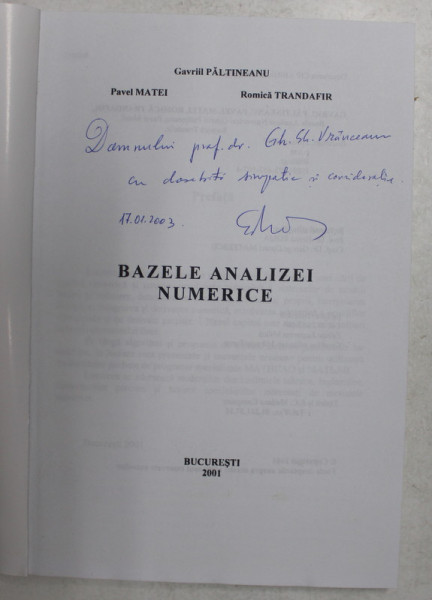 Gavriil PĂLTINEANU
Pavel MATEI Romică TRANDAFIR
Domnului prof. dr. Gh. Gh. Vrânceanu
cu deosebită simpatie și considerație.
17.01.2003
BAZELE ANALIZEI
NUMERICE
BUCUREȘTI
2001